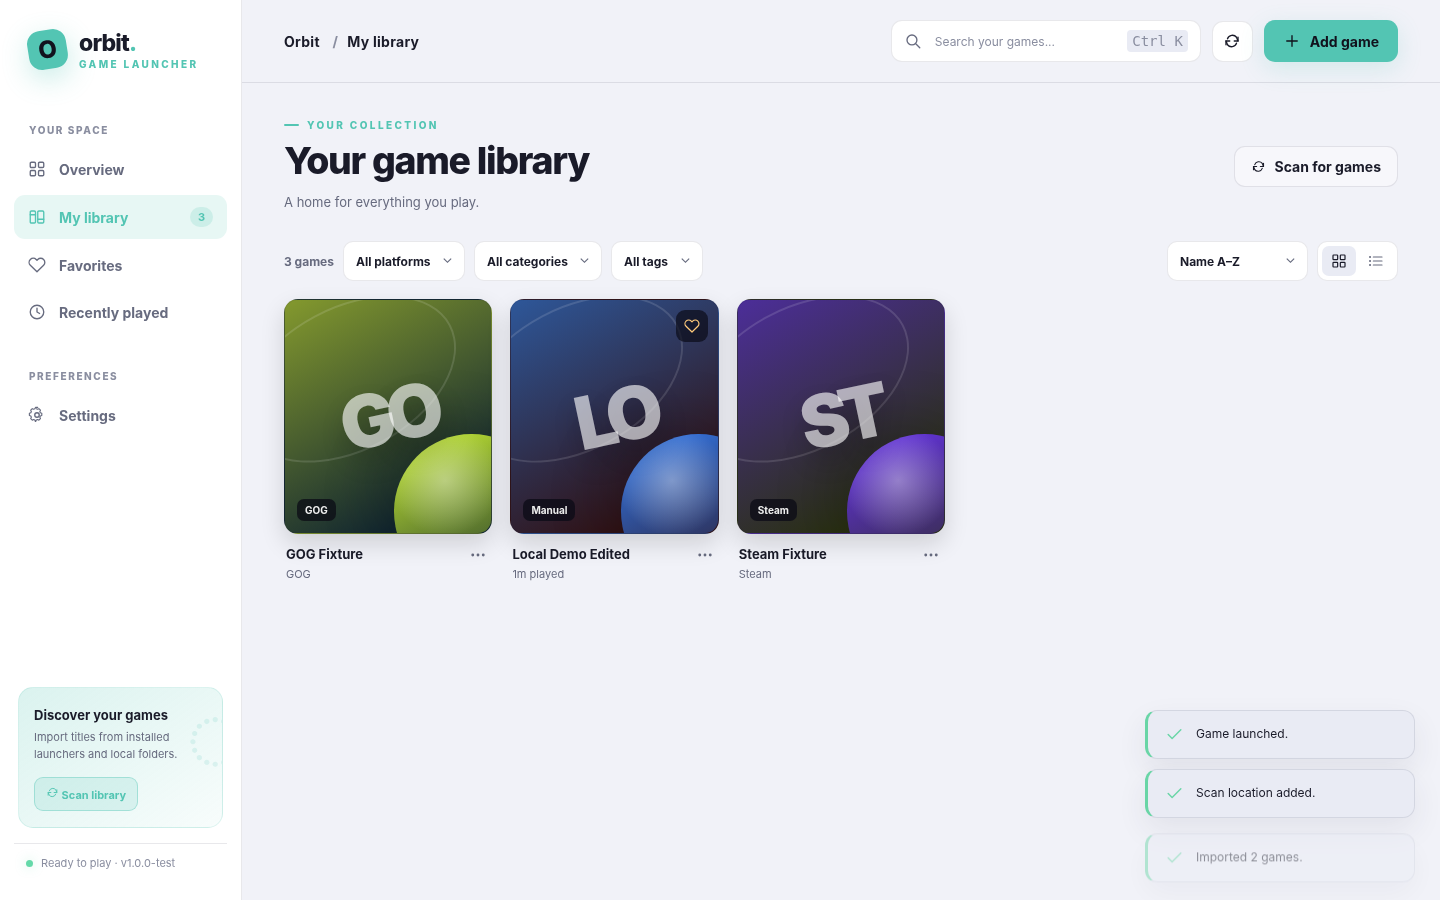 O
orbit.
GAME LAUNCHER
YOUR SPACE
Overview
My library 3
Favorites
Recently played
PREFERENCES
Settings
Discover your games
Import titles from installed
launchers and local folders.
Scan library
Ready to play · v1.0.0-test
Orbit / My library
Search your games... Ctrl K
Add game
YOUR COLLECTION
Your game library
A home for everything you play.
Scan for games
3 games All platforms All categories All tags Name A–Z
GO
GOG
GOG Fixture
GOG
LO
Manual
Local Demo Edited
1m played
ST
Steam
Steam Fixture
Steam
Game launched.
Scan location added.
Imported 2 games.